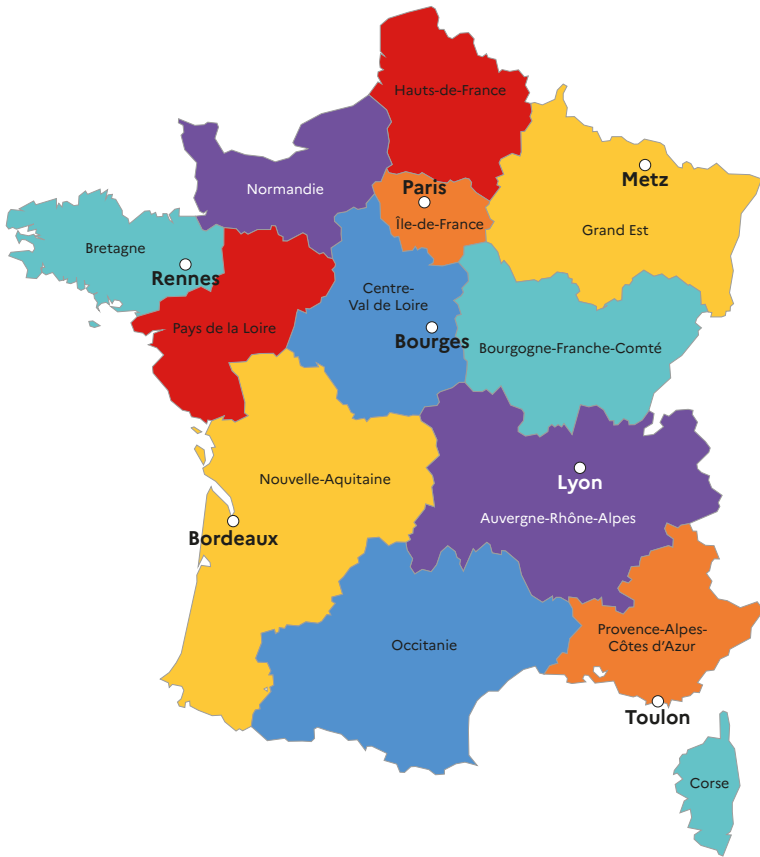 Hauts-de-France
Metz
Paris
Normandie
Île-de-France
Grand Est
Bretagne
Rennes
Centre-
Val de Loire
Pays de la Loire
Bourges
Bourgogne-Franche-Comté
Nouvelle-Aquitaine
Lyon
Auvergne-Rhône-Alpes
Bordeaux
Provence-Alpes-
Côtes d'Azur
Occitanie
Toulon
Corse